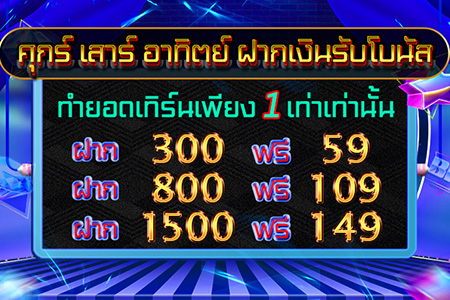 ศุกร์ เสาร์ อาทิตย์ ฝากเงินรับโบนัส
ทำยอดเทิร์นเพียง 1 เท่าเท่านั้น
ฝาก 300 ฟรี 59
ฝาก 800 ฟรี 109
ฝาก 1500 ฟรี 149